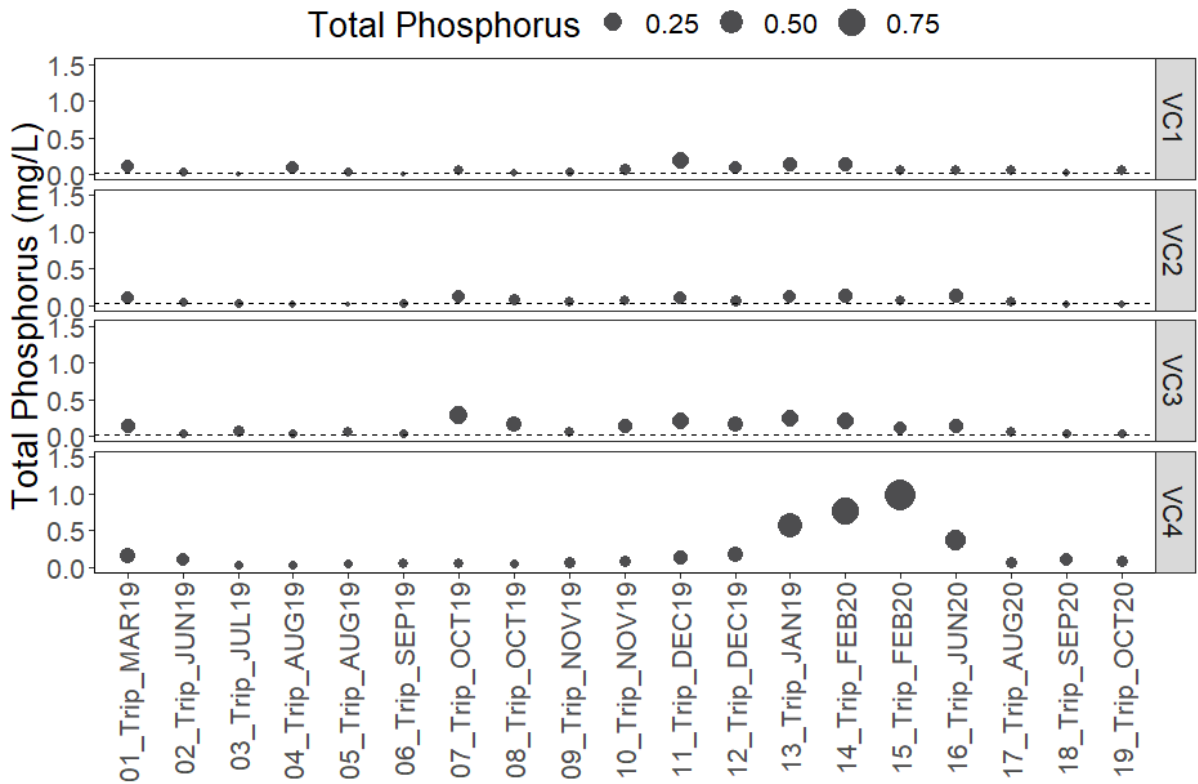 Total Phosphorus 0.25 0.50 0.75
Total Phosphorus (mg/L)
1.5
1.0
0.5
0.0
VC1
1.5
1.0
0.5
0.0
VC2
1.5
1.0
0.5
0.0
VC3
1.5
1.0
0.5
0.0
VC4
01_Trip_MAR19
02_Trip_JUN19
03_Trip_JUL19
04_Trip_AUG19
05_Trip_AUG19
06_Trip_SEP19
07_Trip_OCT19
08_Trip_OCT19
09_Trip_NOV19
10_Trip_NOV19
11_Trip_DEC19
12_Trip_DEC19
13_Trip_JAN19
14_Trip_FEB20
15_Trip_FEB20
16_Trip_JUN20
17_Trip_AUG20
18_Trip_SEP20
19_Trip_OCT20